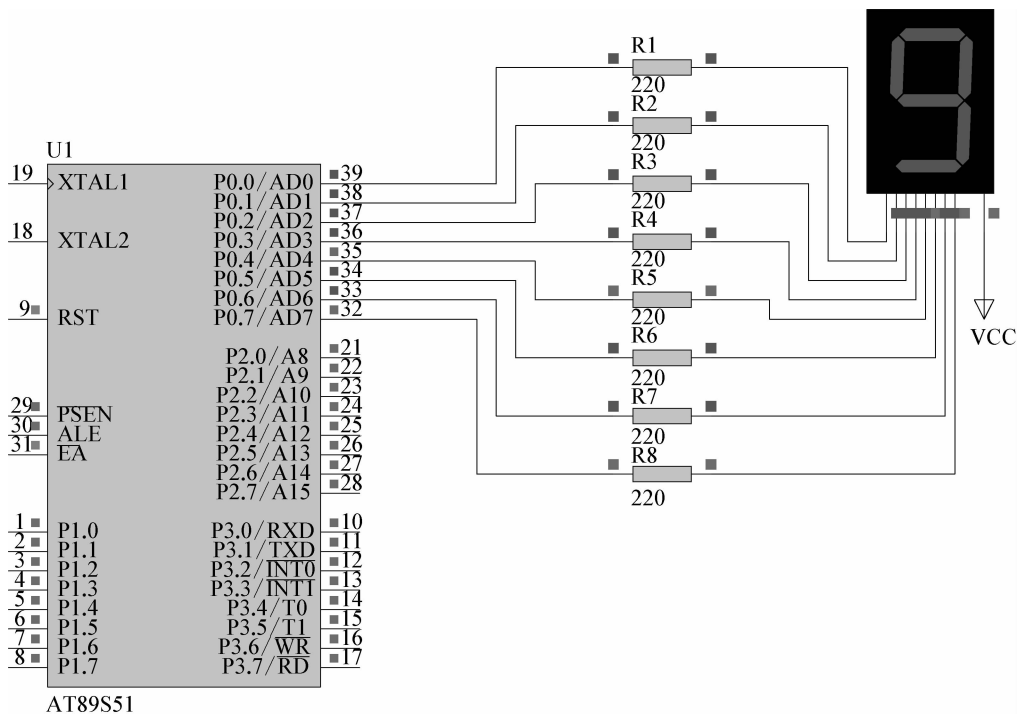 R1
220
R2
220
R3
220
R4
220
R5
220
R6
220
R7
220
R8
220
VCC
U1
19 XTAL1 P0.0/AD0 39
P0.1/AD1 38
P0.2/AD2 37
18 XTAL2 P0.3/AD3 36
P0.4/AD4 35
P0.5/AD5 34
P0.6/AD6 33
9 RST P0.7/AD7 32
P2.0/A8 21
P2.1/A9 22
P2.2/A10 23
29 PSEN P2.3/A11 24
30 ALE P2.4/A12 25
31 EA P2.5/A13 26
P2.6/A14 27
P2.7/A15 28
1 P1.0 P3.0/RXD 10
2 P1.1 P3.1/TXD 11
3 P1.2 P3.2/INT0 12
4 P1.3 P3.3/INT1 13
5 P1.4 P3.4/T0 14
6 P1.5 P3.5/T1 15
7 P1.6 P3.6/WR 16
8 P1.7 P3.7/RD 17
AT89S51
9